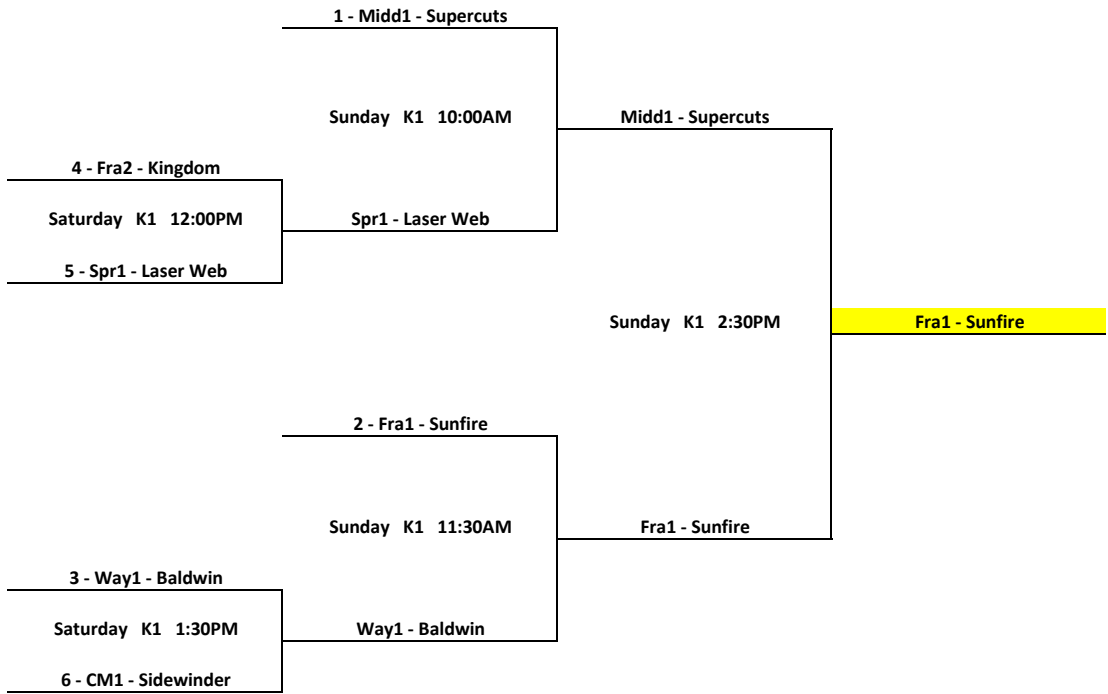 1 - Midd1 - Supercuts
Sunday K1 10:00AM
Midd1 - Supercuts
4 - Fra2 - Kingdom
Saturday K1 12:00PM
Spr1 - Laser Web
5 - Spr1 - Laser Web
Sunday K1 2:30PM
Fra1 - Sunfire
2 - Fra1 - Sunfire
Sunday K1 11:30AM
Fra1 - Sunfire
3 - Way1 - Baldwin
Saturday K1 1:30PM
Way1 - Baldwin
6 - CM1 - Sidewinder